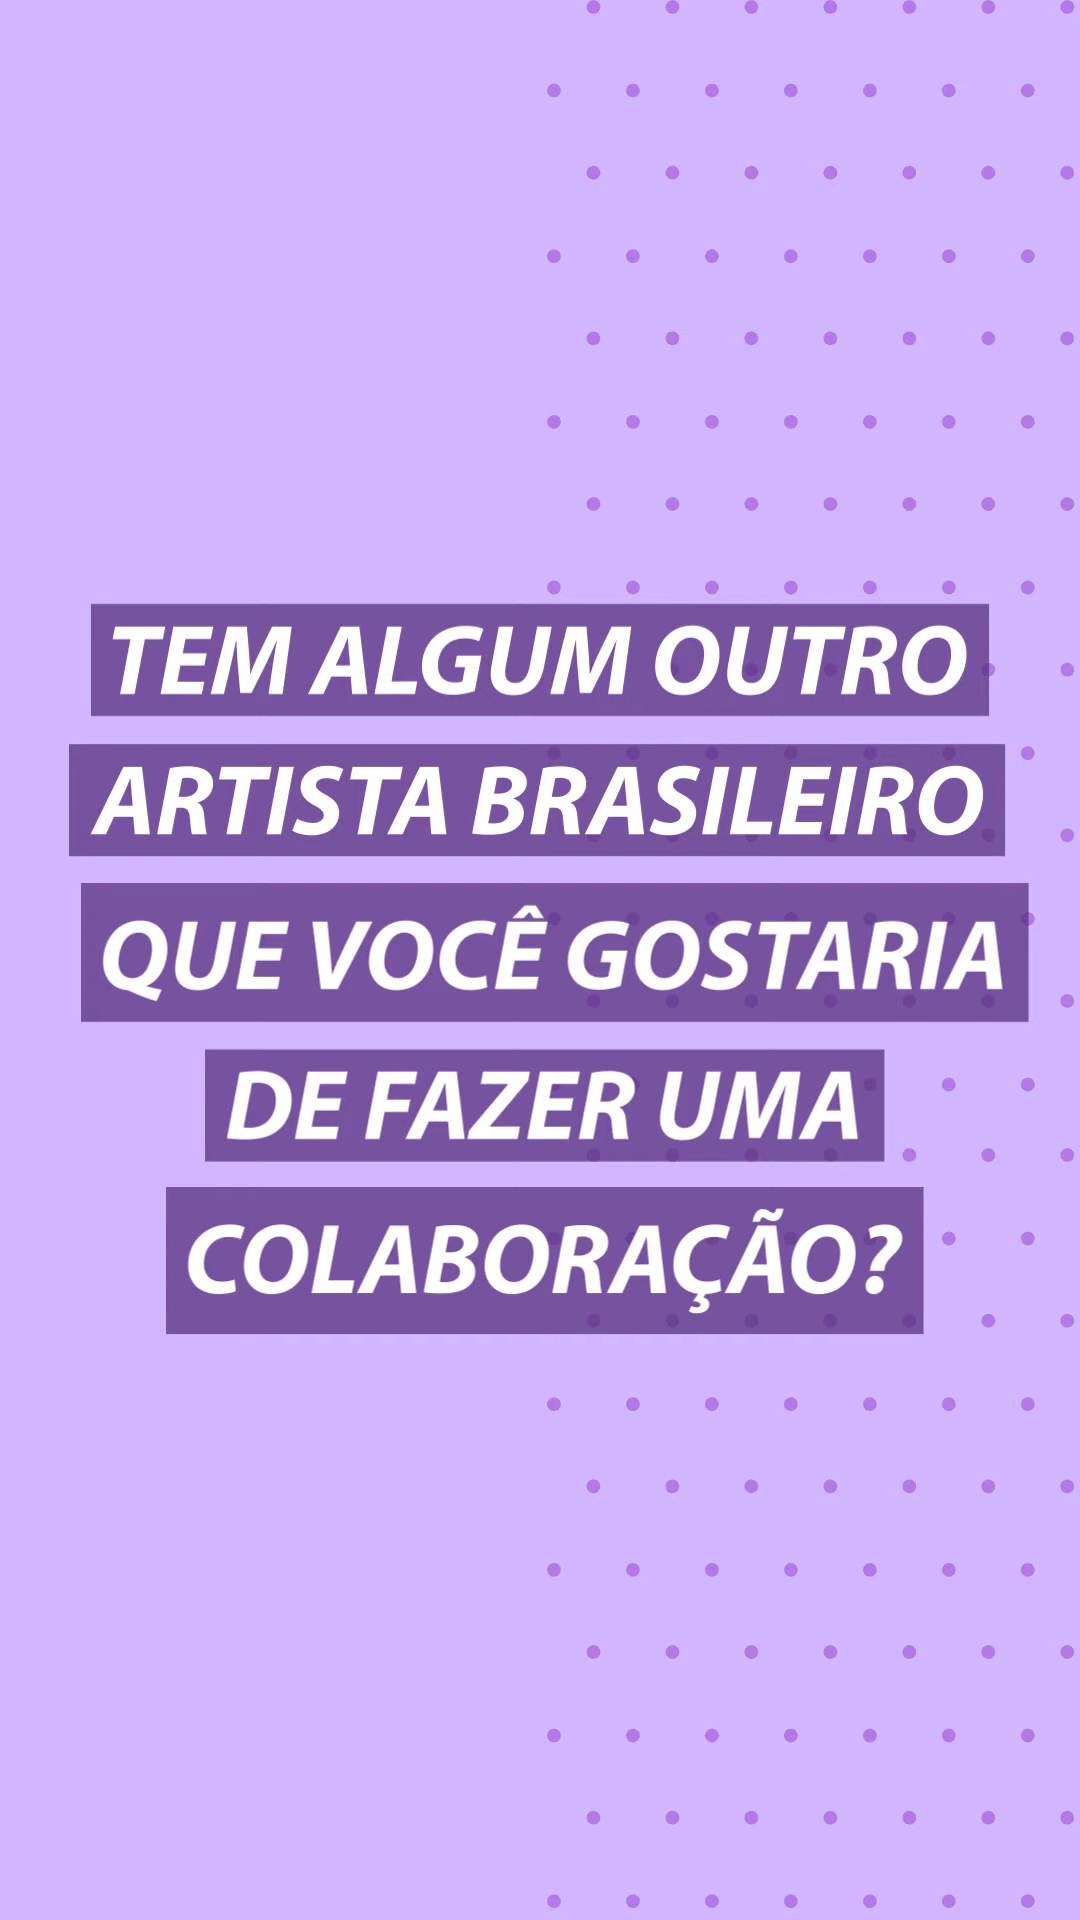 TEM ALGUM OUTRO
ARTISTA BRASILEIRO
QUE VOCÊ GOSTARIA
DE FAZER UMA
COLABORAÇÃO?